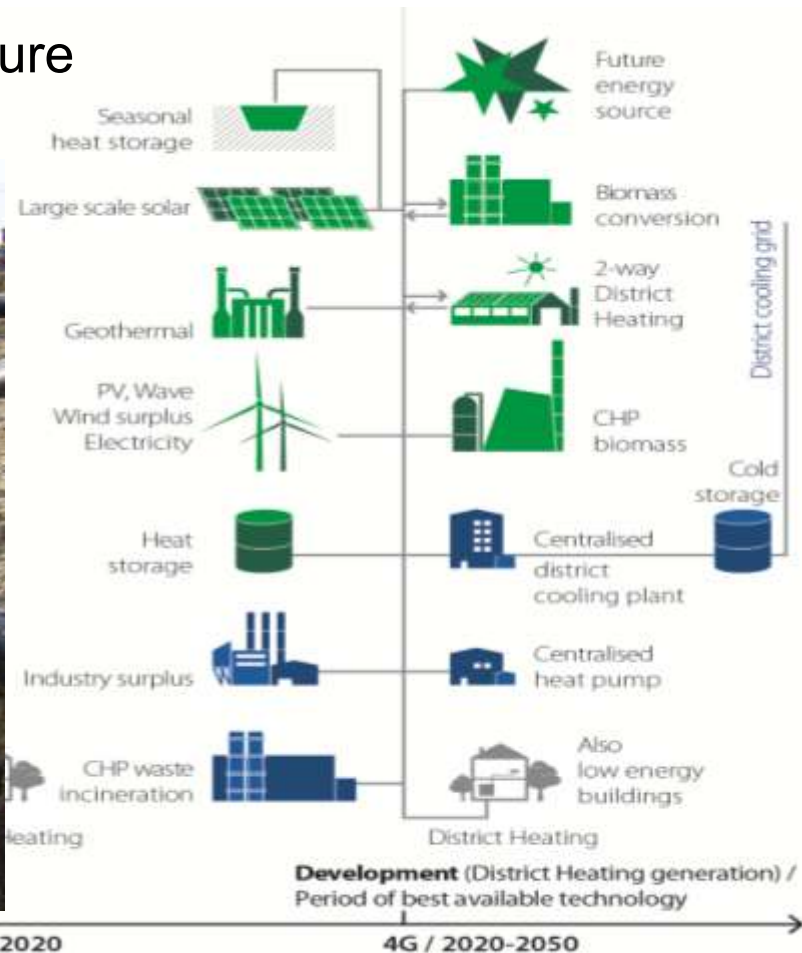 ure
Seasonal
heat storage
Large scale solar
Geothermal
PV, Wave
Wind surplus
Electricity
Heat
storage
Industry surplus
CHP waste
incineration
Heating
Future
energy
source
Biomass
conversion
2-way
District
Heating
CHP
biomass
District cooling grid
Cold
storage
Centralised
district
cooling plant
Centralised
heat pump
Also
low energy
buildings
District Heating
Development (District Heating generation) /
Period of best available technology
2020
4G / 2020-2050